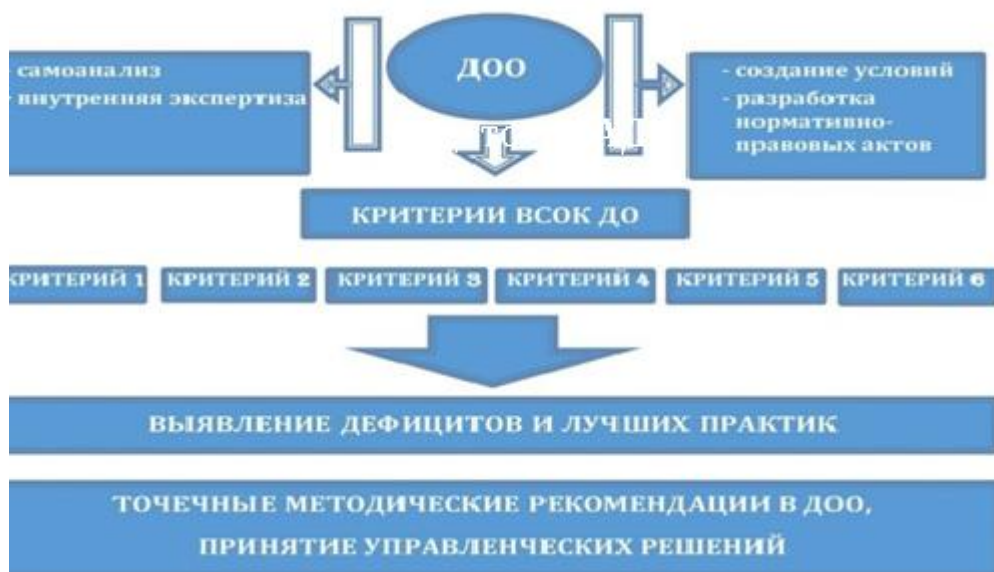 ДОО
- самоанализ
- внутренняя экспертиза
- создание условий
- разработка
нормативно-
правовых актов
КРИТЕРИИ ВСОК ДО
КРИТЕРИЙ 1
КРИТЕРИЙ 2
КРИТЕРИЙ 3
КРИТЕРИЙ 4
КРИТЕРИЙ 5
КРИТЕРИЙ 6
ВЫЯВЛЕНИЕ ДЕФИЦИТОВ И ЛУЧШИХ ПРАКТИК
ТОЧЕЧНЫЕ МЕТОДИЧЕСКИЕ РЕКОМЕНДАЦИИ В ДОО,
ПРИНЯТИЕ УПРАВЛЕНЧЕСКИХ РЕШЕНИЙ